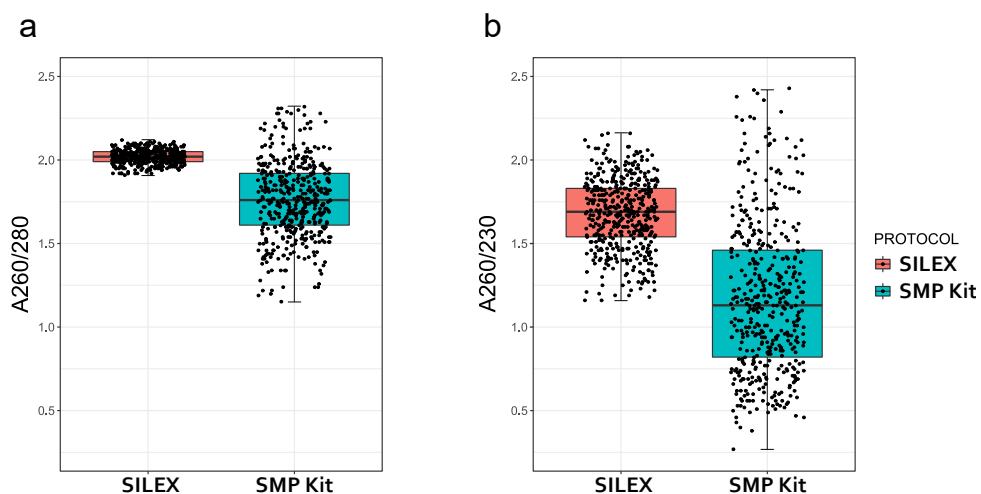 a
b
2.5
2.0
1.5
1.0
0.5
A260/280
SILEX
SMP Kit
2.5
2.0
1.5
1.0
0.5
A260/230
SILEX
SMP Kit
PROTOCOL
SILEX
SMP Kit